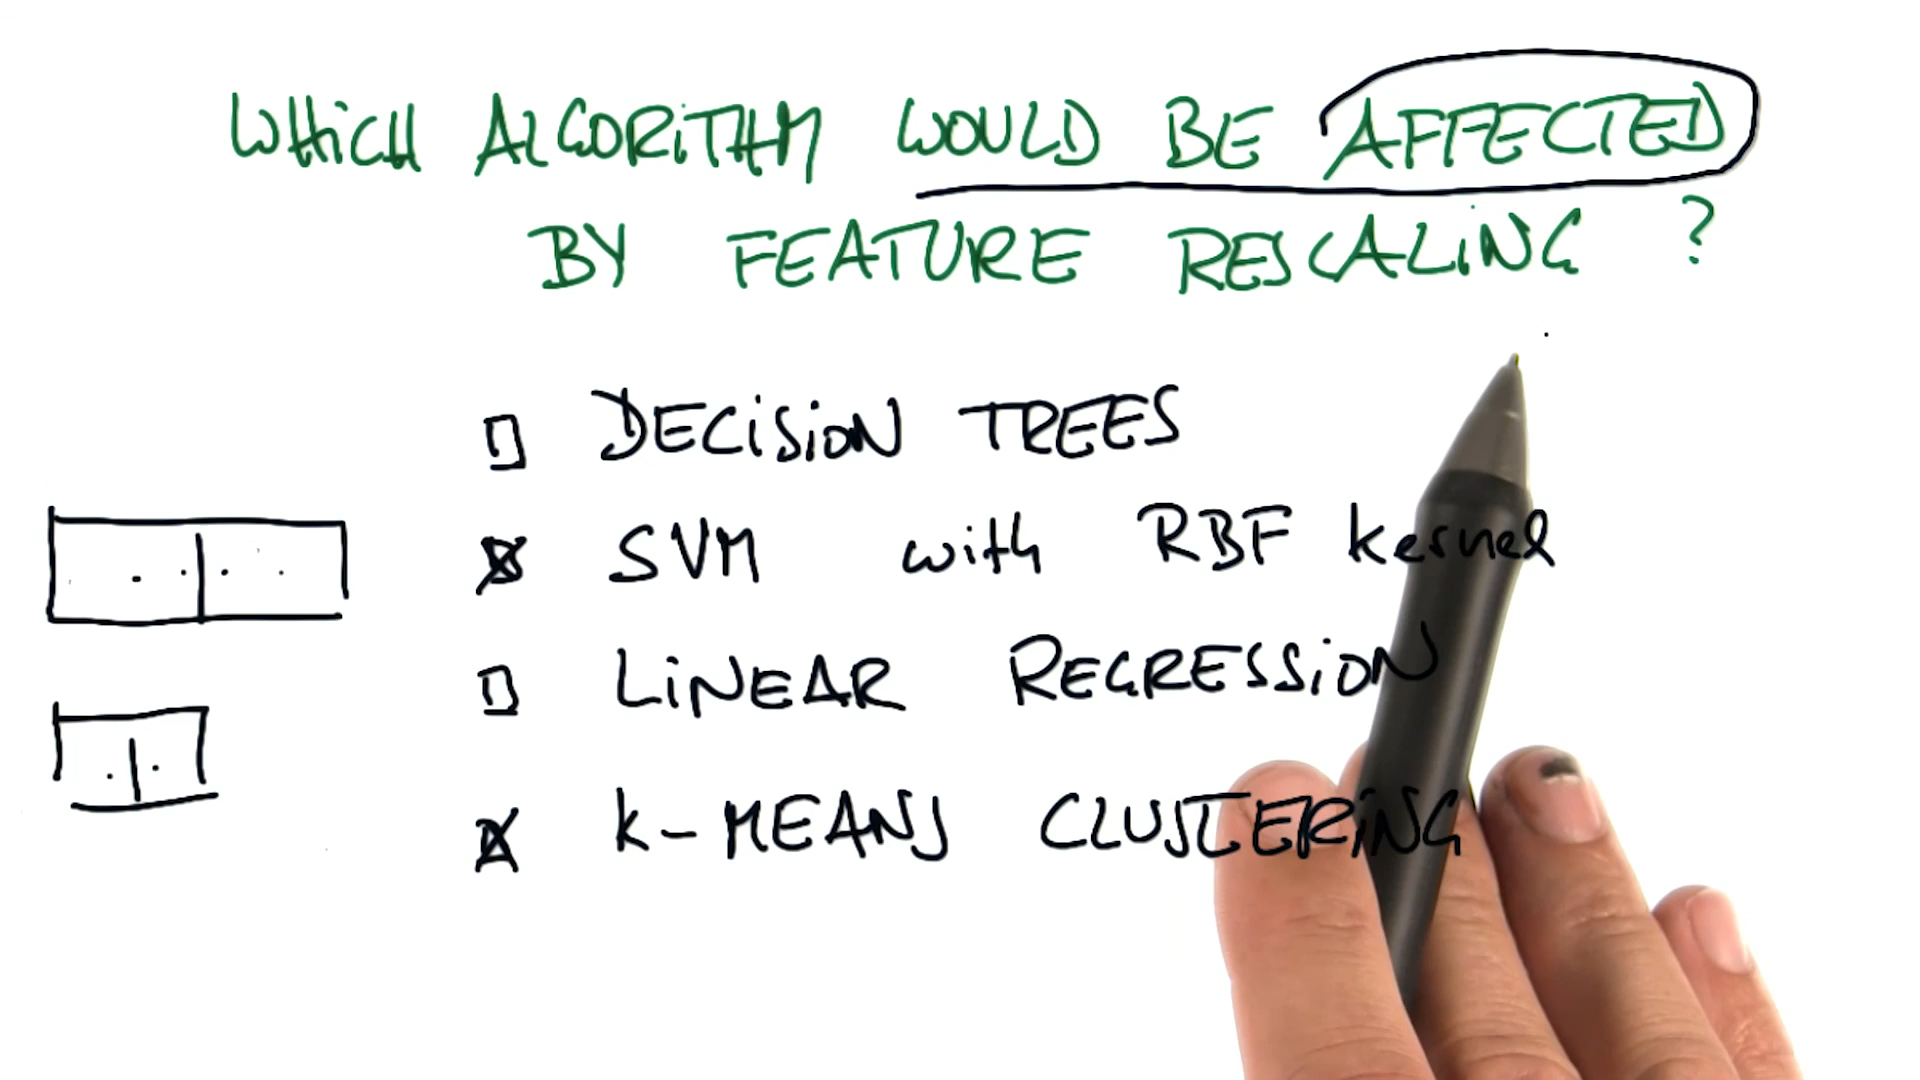 WHICH ALGORITHM WOULD BE AFFECTED
BY FEATURE RESCALING ?
DECISION TREES
SVM with RBF kernel
LINEAR REGRESSION
K-MEANS CLUSTERING